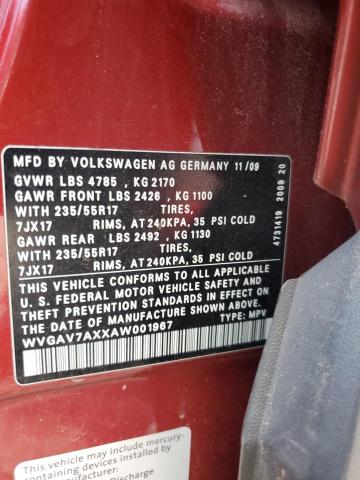 MFD BY VOLKSWAGEN AG GERMANY 11/09
GVWR LBS 4785 , KG 2170
GAWR FRONT LBS 2426 , KG 1100
WITH 235/55R17 TIRES,
7JX17 RIMS, AT 240KPA, 35 PSI COLD
GAWR REAR LBS 2492 , KG 1130
WITH 235/55R17 TIRES,
7JX17 RIMS, AT 240KPA, 35 PSI COLD
THIS VEHICLE CONFORMS TO ALL APPLICABLE
U. S. FEDERAL MOTOR VEHICLE SAFETY AND
THEFT PREVENTION STANDARDS IN EFFECT ON
THE DATE OF MANUFACTURE SHOWN ABOVE.
WVGAV7AXXAW001967 TYPE: MPV
4731419 2009 20
This vehicle may include mercury-
containing devices installed by
Manufacturer:
Discharge